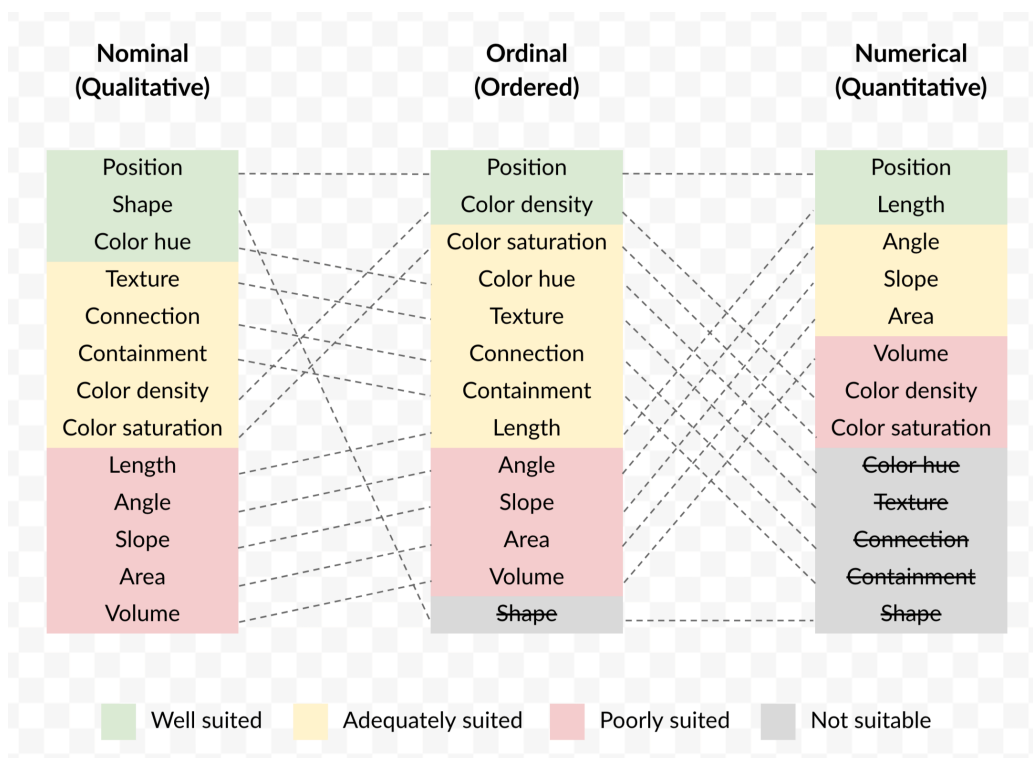 Nominal
(Qualitative)
Position
Shape
Color hue
Texture
Connection
Containment
Color density
Color saturation
Length
Angle
Slope
Area
Volume
Ordinal
(Ordered)
Position
Color density
Color saturation
Color hue
Texture
Connection
Containment
Length
Angle
Slope
Area
Volume
Shape
Numerical
(Quantitative)
Position
Length
Angle
Slope
Area
Volume
Color density
Color saturation
Color hue
Texture
Connection
Containment
Shape
Well suited
Adequately suited
Poorly suited
Not suitable